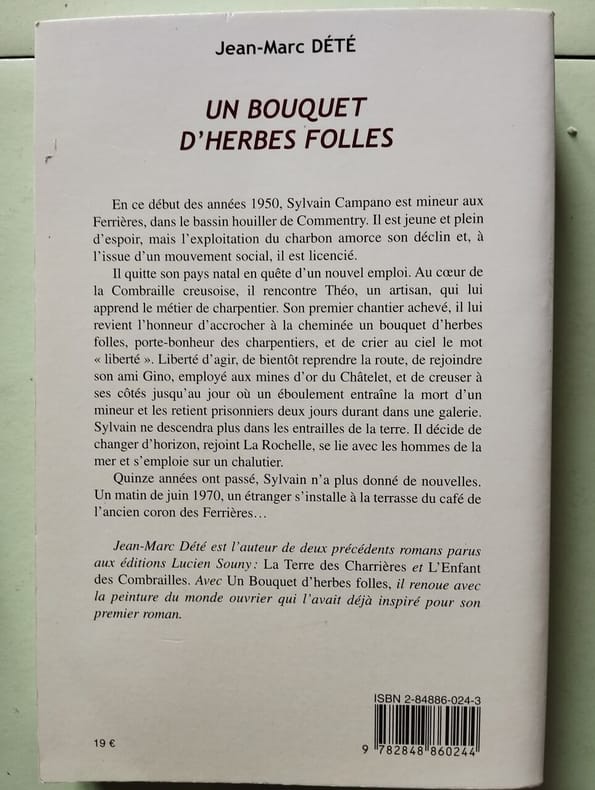 Jean-Marc DÉTÉ
UN BOUQUET
D'HERBES FOLLES
En ce début des années 1950, Sylvain Campano est mineur aux
Ferrières, dans le bassin houiller de Commentry. Il est jeune et plein
d'espoir, mais l'exploitation du charbon amorce son déclin et, à
l'issue d'un mouvement social, il est licencié.
Il quitte son pays natal en quête d'un nouvel emploi. Au cœur de
la Combraille creusoise, il rencontre Théo, un artisan, qui lui
apprend le métier de charpentier. Son premier chantier achevé, il lui
revient l'honneur d'accrocher à la cheminée un bouquet d'herbes
folles, porte-bonheur des charpentiers, et de crier au ciel le mot
« liberté ». Liberté d'agir, de bientôt reprendre la route, de rejoindre
son ami Gino, employé aux mines d'or du Châtelet, et de creuser à
ses côtés jusqu'au jour où un éboulement entraîne la mort d'un
mineur et les retient prisonniers deux jours durant dans une galerie.
Sylvain ne descendra plus dans les entrailles de la terre. Il décide de
changer d'horizon, rejoint La Rochelle, se lie avec les hommes de la
mer et s'emploie sur un chalutier.
Quinze années ont passé, Sylvain n'a plus donné de nouvelles.
Un matin de juin 1970, un étranger s'installe à la terrasse du café de
l'ancien coron des Ferrières…
Jean-Marc Dété est l'auteur de deux précédents romans parus
aux éditions Lucien Souny : La Terre des Charrières et L'Enfant
des Combrailles. Avec Un Bouquet d'herbes folles, il renoue avec
la peinture du monde ouvrier qui l'avait déjà inspiré pour son
premier roman.
ISBN 2-84886-024-3
19 €
9 782848 860244